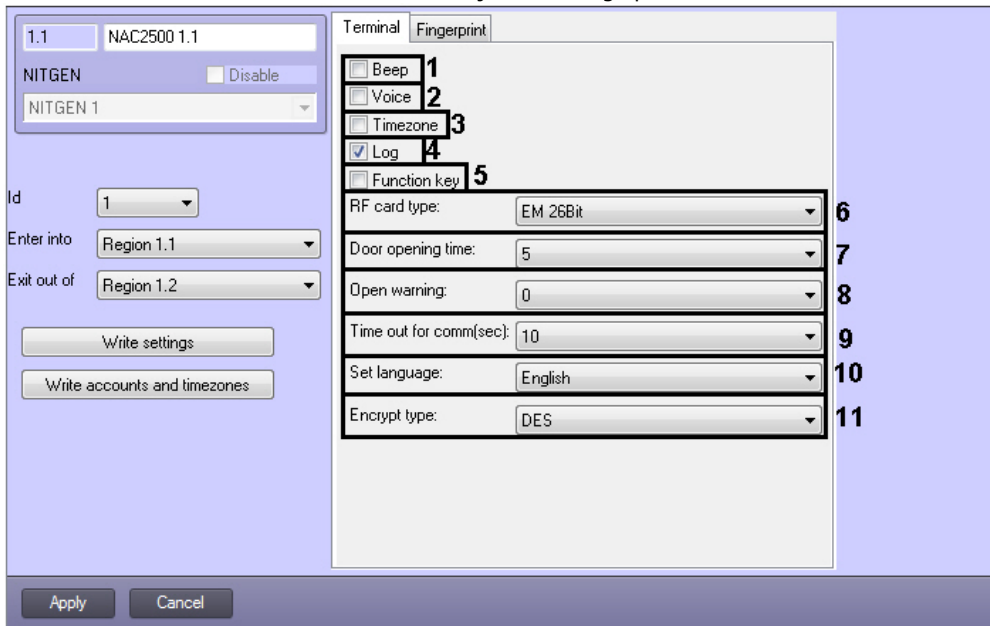 1.1 NAC2500 1.1
NITGEN Disable
NITGEN 1
Id 1
Enter into Region 1.1
Exit out of Region 1.2
Write settings
Write accounts and timezones
Terminal Fingerprint
Beep 1
Voice 2
Timezone 3
Log 4
Function key 5
RF card type: EM 26Bit 6
Door opening time: 5 7
Open warning: 0 8
Time out for comm(sec): 10 9
Set language: English 10
Encrypt type: DES 11
Apply Cancel